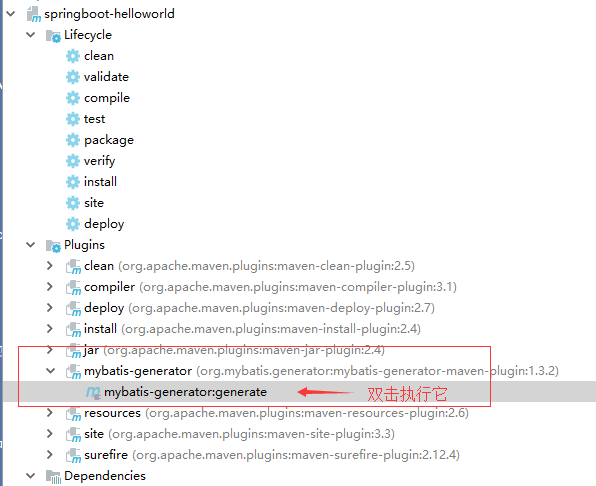 springboot-helloworld
Lifecycle
clean
validate
compile
test
package
verify
install
site
deploy
Plugins
clean (org.apache.maven.plugins:maven-clean-plugin:2.5)
compiler (org.apache.maven.plugins:maven-compiler-plugin:3.1)
deploy (org.apache.maven.plugins:maven-deploy-plugin:2.7)
install (org.apache.maven.plugins:maven-install-plugin:2.4)
jar (org.apache.maven.plugins:maven-jar-plugin:2.4)
mybatis-generator (org.mybatis.generator:mybatis-generator-maven-plugin:1.3.2)
mybatis-generator:generate 双击执行它
resources (org.apache.maven.plugins:maven-resources-plugin:2.6)
site (org.apache.maven.plugins:maven-site-plugin:3.3)
surefire (org.apache.maven.plugins:maven-surefire-plugin:2.12.4)
Dependencies